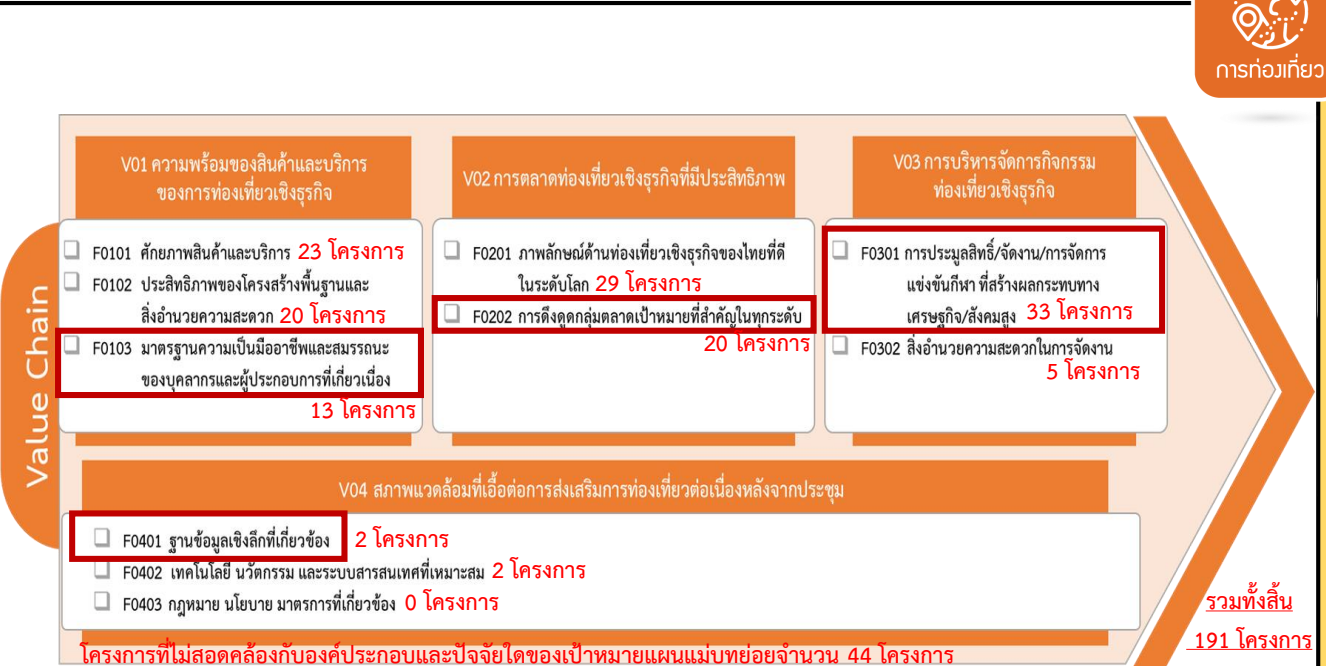 การท่องเที่ยว
Value Chain
V01 ความพร้อมของสินค้าและบริการ
ของการท่องเที่ยวเชิงธุรกิจ
F0101 ศักยภาพสินค้าและบริการ 23 โครงการ
F0102 ประสิทธิภาพของโครงสร้างพื้นฐานและ
สิ่งอำนวยความสะดวก 20 โครงการ
F0103 มาตรฐานความเป็นมืออาชีพและสมรรถนะ
ของบุคลากรและผู้ประกอบการที่เกี่ยวเนื่อง
13 โครงการ
V02 การตลาดท่องเที่ยวเชิงธุรกิจที่มีประสิทธิภาพ
F0201 ภาพลักษณ์ด้านท่องเที่ยวเชิงธุรกิจของไทยที่ดี
ในระดับโลก 29 โครงการ
F0202 การดึงดูดกลุ่มตลาดเป้าหมายที่สำคัญในทุกระดับ
20 โครงการ
V03 การบริหารจัดการกิจกรรม
ท่องเที่ยวเชิงธุรกิจ
F0301 การประมูลสิทธิ์/จัดงาน/การจัดการ
แข่งขันกีฬา ที่สร้างผลกระทบทาง
เศรษฐกิจ/สังคมสูง 33 โครงการ
F0302 สิ่งอำนวยความสะดวกในการจัดงาน
5 โครงการ
V04 สภาพแวดล้อมที่เอื้อต่อการส่งเสริมการท่องเที่ยวต่อเนื่องหลังจากประชุม
F0401 ฐานข้อมูลเชิงลึกที่เกี่ยวข้อง 2 โครงการ
F0402 เทคโนโลยี นวัตกรรม และระบบสารสนเทศที่เหมาะสม 2 โครงการ
F0403 กฎหมาย นโยบาย มาตรการที่เกี่ยวข้อง 0 โครงการ
โครงการที่ไม่สอดคล้องกับองค์ประกอบและปัจจัยใดของเป้าหมายแผนแม่บทย่อยจำนวน 44 โครงการ
รวมทั้งสิ้น
191 โครงการ